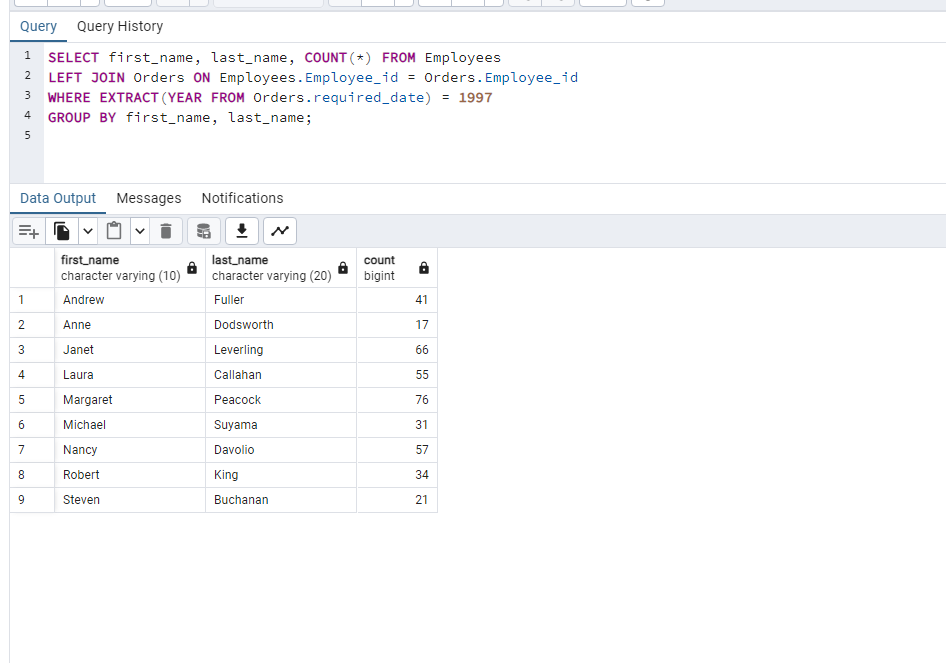 Query Query History
1 SELECT first_name, last_name, COUNT(*) FROM Employees
2 LEFT JOIN Orders ON Employees.Employee_id = Orders.Employee_id
3 WHERE EXTRACT(YEAR FROM Orders.required_date) = 1997
4 GROUP BY first_name, last_name;
5
Data Output Messages Notifications
first_name last_name count
character varying (10) character varying (20) bigint
1 Andrew Fuller 41
2 Anne Dodsworth 17
3 Janet Leverling 66
4 Laura Callahan 55
5 Margaret Peacock 76
6 Michael Suyama 31
7 Nancy Davolio 57
8 Robert King 34
9 Steven Buchanan 21